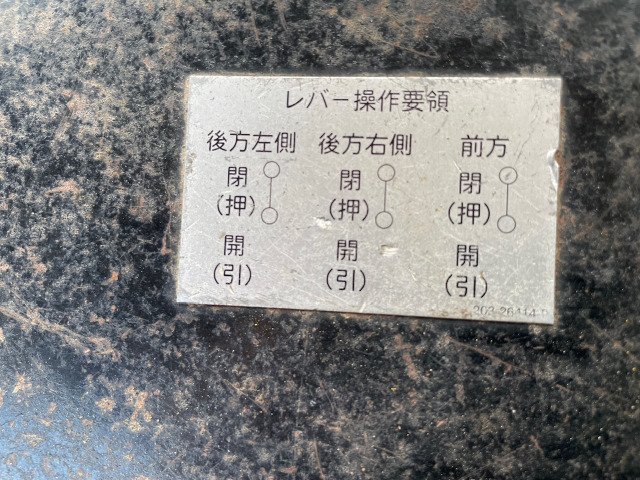 レバー操作要領
後方左側 後方右側 前方
閉 閉 閉
(押) (押) (押)
開 開 開
(引) (引) (引)